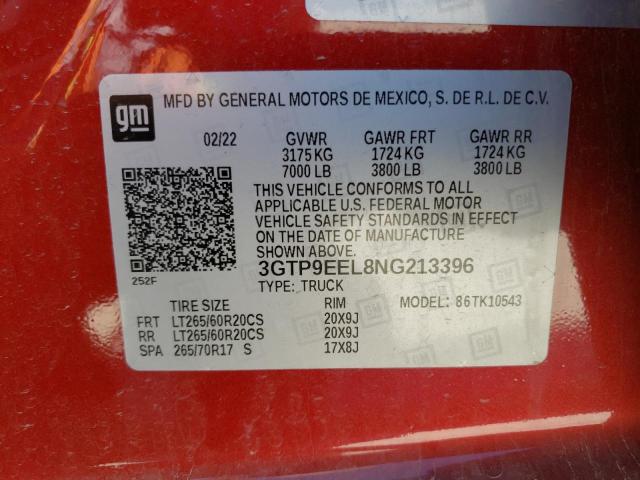 gm
MFD BY GENERAL MOTORS DE MEXICO, S. DE R.L. DE C.V.
02/22 GVWR GAWR FRT GAWR RR
3175 KG 1724 KG 1724 KG
7000 LB 3800 LB 3800 LB
THIS VEHICLE CONFORMS TO ALL
APPLICABLE U.S. FEDERAL MOTOR
VEHICLE SAFETY STANDARDS IN EFFECT
ON THE DATE OF MANUFACTURE
SHOWN ABOVE.
252F
3GTP9EEL8NG213396
TYPE: TRUCK
TIRE SIZE RIM MODEL: 86TK10543
FRT LT265/60R20CS 20X9J
RR LT265/60R20CS 20X9J
SPA 265/70R17 S 17X8J